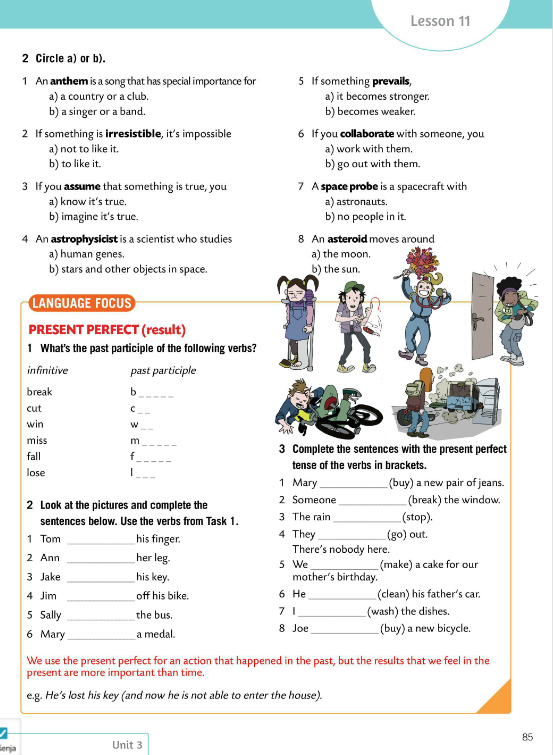 Lesson 11
2 Circle a) or b).
1 An anthem is a song that has special importance for
a) a country or a club.
b) a singer or a band.
2 If something is irresistible, it's impossible
a) not to like it.
b) to like it.
3 If you assume that something is true, you
a) know it's true.
b) imagine it's true.
4 An astrophysicist is a scientist who studies
a) human genes.
b) stars and other objects in space.
5 If something prevails,
a) it becomes stronger.
b) becomes weaker.
6 If you collaborate with someone, you
a) work with them.
b) go out with them.
7 A space probe is a spacecraft with
a) astronauts.
b) no people in it.
8 An asteroid moves around
a) the moon.
b) the sun.
LANGUAGE FOCUS
PRESENT PERFECT (result)
1 What's the past participle of the following verbs?
infinitive past participle
break b _ _ _ _ _
cut c _ _
win w _ _
miss m _ _ _ _ _
fall f _ _ _ _ _
lose l _ _ _
2 Look at the pictures and complete the
sentences below. Use the verbs from Task 1.
1 Tom ____________ his finger.
2 Ann ____________ her leg.
3 Jake ____________ his key.
4 Jim ____________ off his bike.
5 Sally ____________ the bus.
6 Mary ____________ a medal.
3 Complete the sentences with the present perfect
tense of the verbs in brackets.
1 Mary ____________ (buy) a new pair of jeans.
2 Someone ____________ (break) the window.
3 The rain ____________ (stop).
4 They ____________ (go) out.
There's nobody here.
5 We ____________ (make) a cake for our
mother's birthday.
6 He ____________ (clean) his father's car.
7 I ____________ (wash) the dishes.
8 Joe ____________ (buy) a new bicycle.
We use the present perfect for an action that happened in the past, but the results that we feel in the
present are more important than time.
e.g. He's lost his key (and now he is not able to enter the house).
enja
Unit 3
85